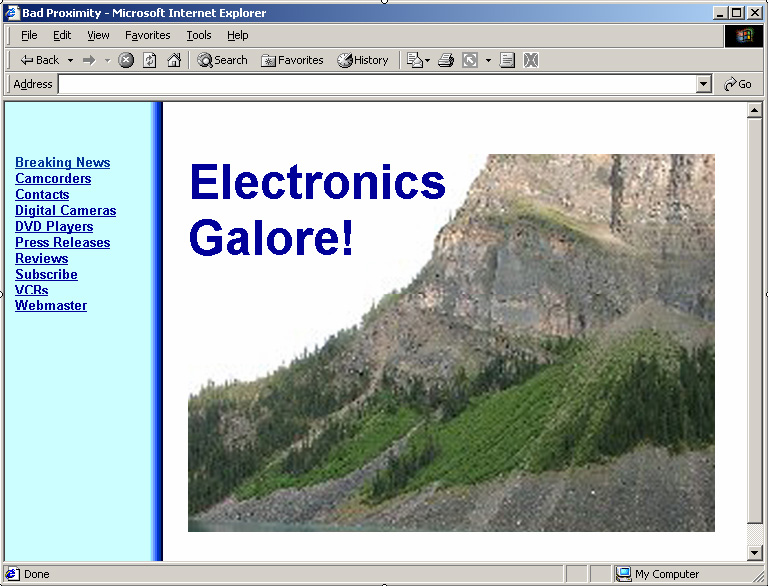 Bad Proximity - Microsoft Internet Explorer
File Edit View Favorites Tools Help
Back Search Favorites History
Address Go
Breaking News
Camcorders
Contacts
Digital Cameras
DVD Players
Press Releases
Reviews
Subscribe
VCRs
Webmaster
Electronics
Galore!
Done My Computer